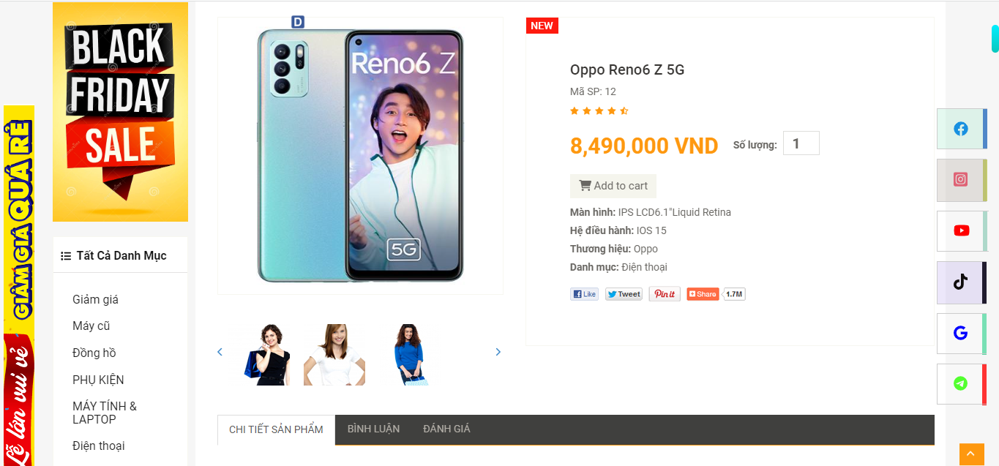 BLACK
FRIDAY
SALE
GIẢM GIÁ QUÁ RẺ
Lễ lớn vui vẻ
Tất Cả Danh Mục
Giảm giá
Máy cũ
Đồng hồ
PHỤ KIỆN
MÁY TÍNH &
LAPTOP
Điện thoại
D
Reno6 Z
5G
NEW
Oppo Reno6 Z 5G
Mã SP: 12
8,490,000 VND Số lượng: 1
Add to cart
Màn hình: IPS LCD6.1"Liquid Retina
Hệ điều hành: IOS 15
Thương hiệu: Oppo
Danh mục: Điện thoại
Like Tweet Pin it Share 1.7M
CHI TIẾT SẢN PHẨM BÌNH LUẬN ĐÁNH GIÁ